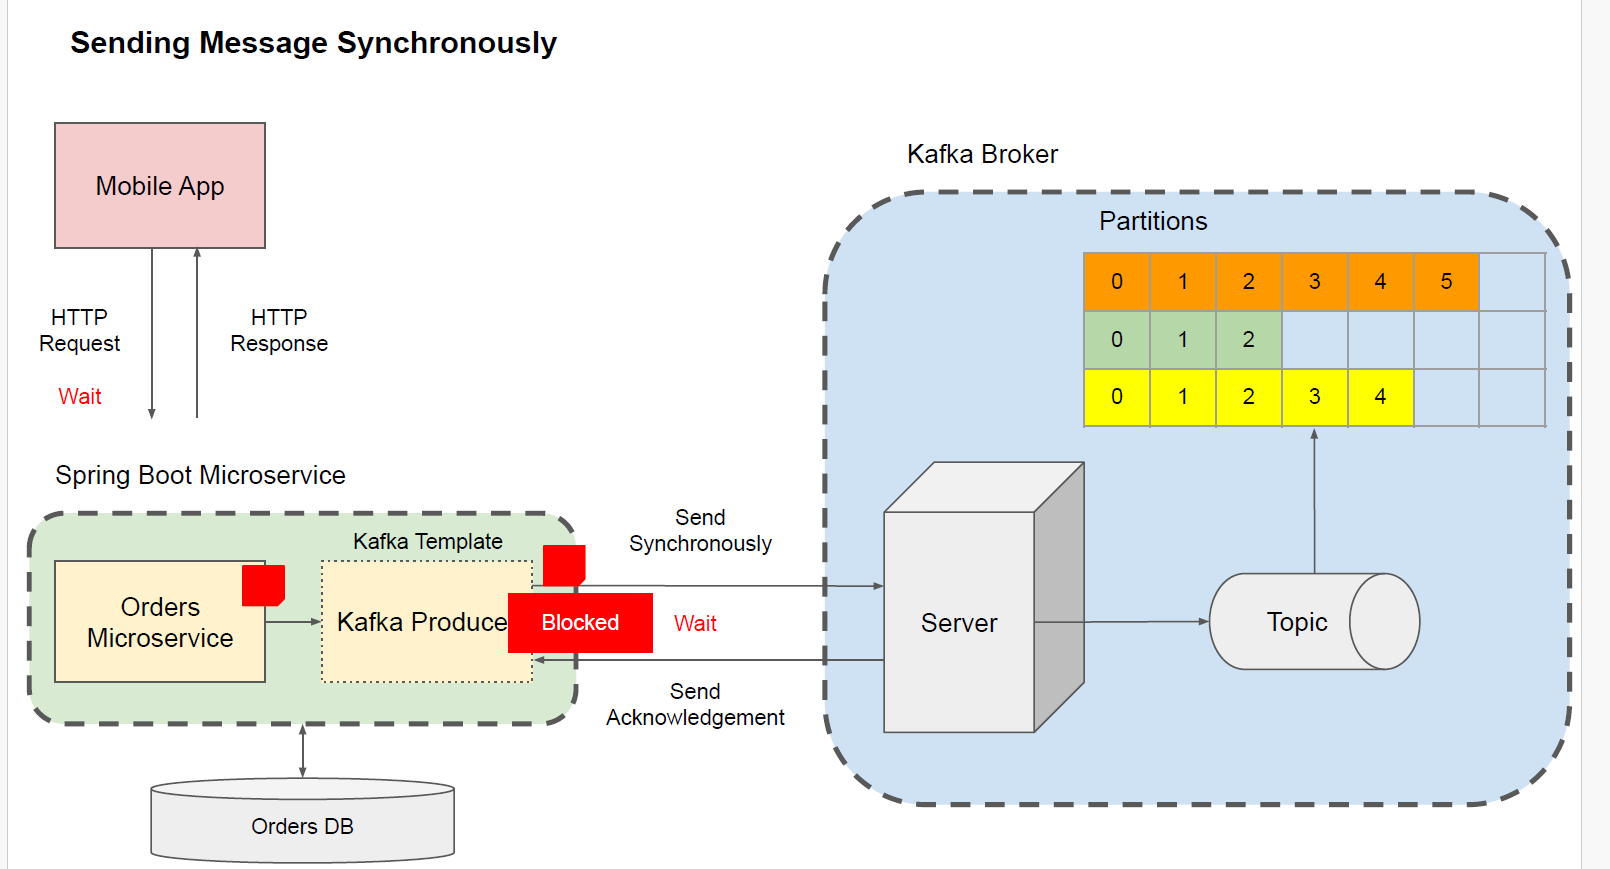 Sending Message Synchronously
Kafka Broker
Mobile App
Partitions
0 1 2 3 4 5
0 1 2
0 1 2 3 4
HTTP
Request
HTTP
Response
Wait
Spring Boot Microservice
Kafka Template
Send
Synchronously
Orders
Microservice
Kafka Produce
Blocked
Wait
Server
Topic
Send
Acknowledgement
Orders DB